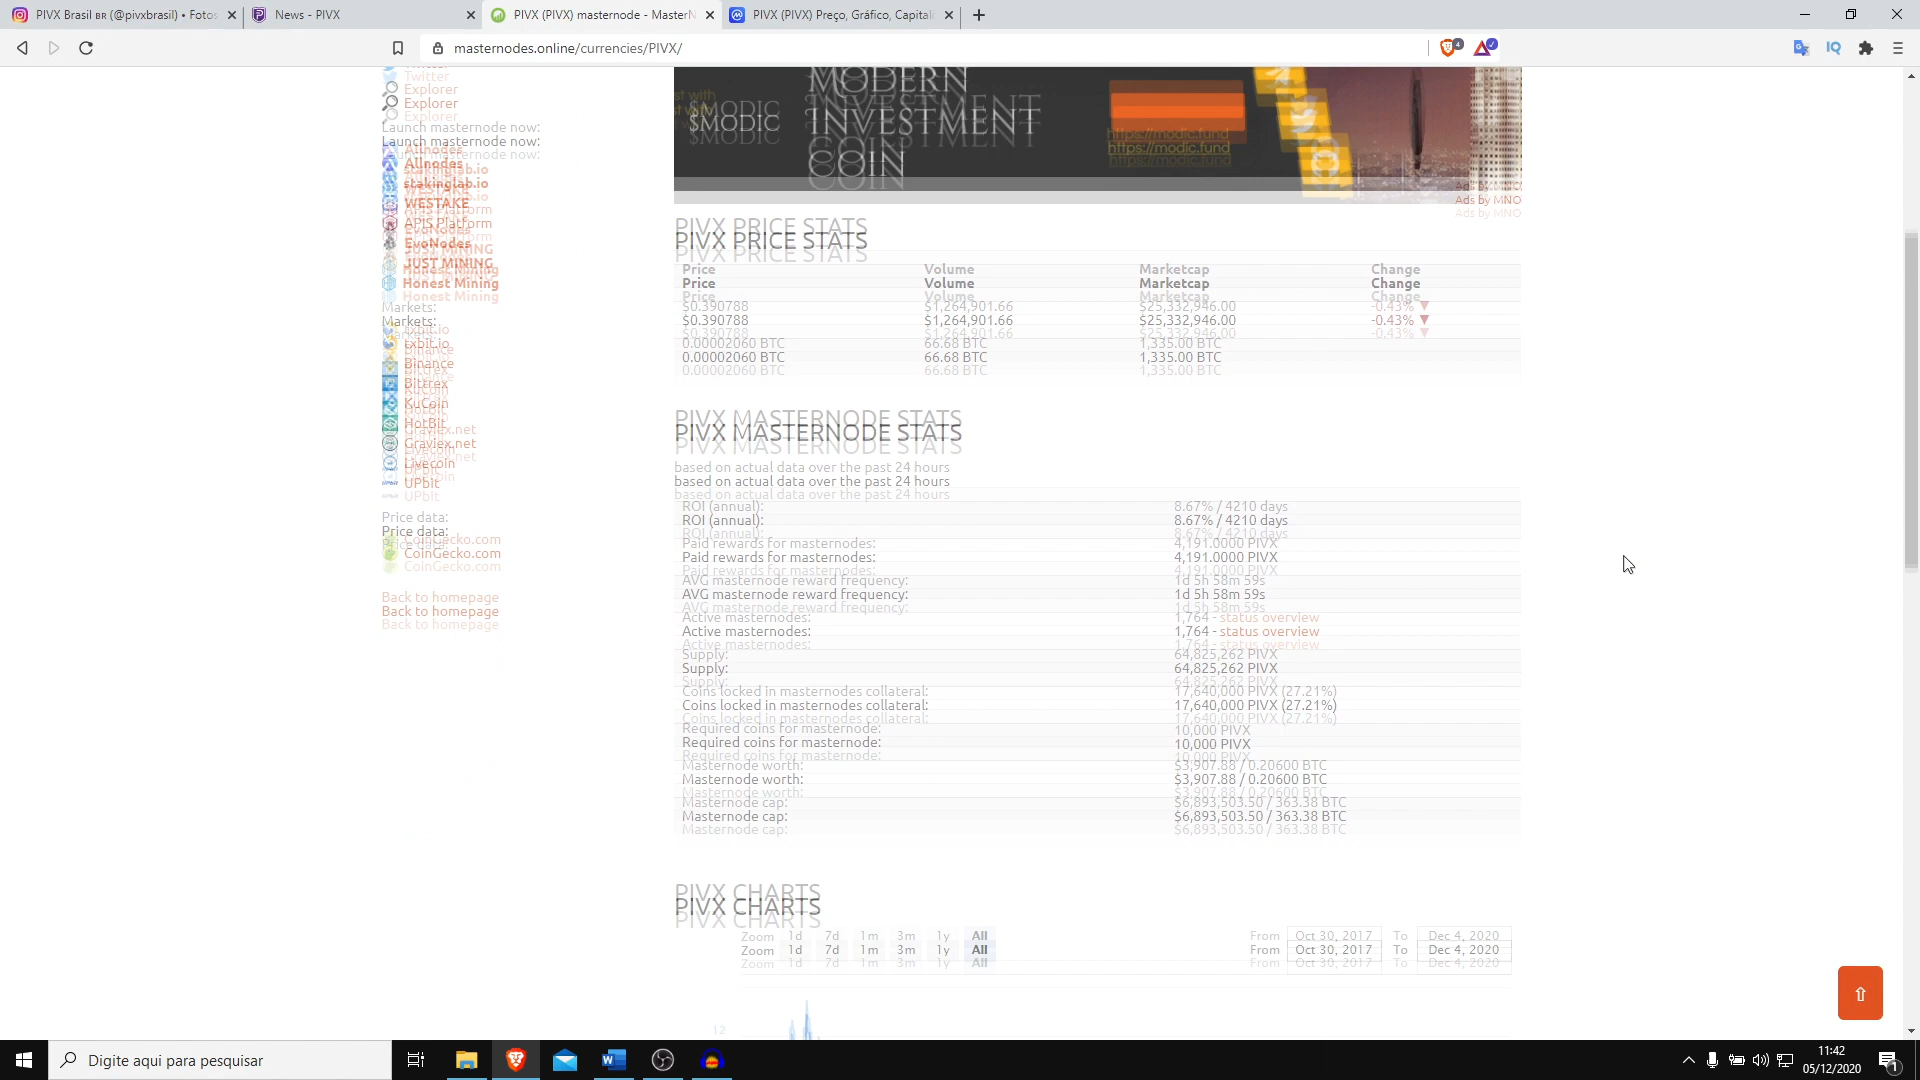 PIVX Brasil BR (@pivxbrasil) • Fotos
News - PIVX
PIVX (PIVX) masternode - MasterN
PIVX (PIVX) Preço, Gráfico, Capitali
masternodes.online/currencies/PIVX/
Twitter
Explorer
Explorer
Launch masternode now:
Allnodes
stakinglab.io
WESTAKE
APIS Platform
EvoNodes
JUST MINING
Honest Mining
Markets:
txbit.io
Binance
Bittrex
KuCoin
HotBit
Graviex.net
Livecoin
UPbit
Price data:
CoinGecko.com
Back to homepage
$MODIC
MODERN
INVESTMENT
COIN
https://modic.fund
Ads by MNO
PIVX PRICE STATS
Price Volume Marketcap Change
$0.390788 $1,264,901.66 $25,332,946.00 -0.43% ▼
0.00002060 BTC 66.68 BTC 1,335.00 BTC
PIVX MASTERNODE STATS
based on actual data over the past 24 hours
ROI (annual): 8.67% / 4210 days
Paid rewards for masternodes: 4,191.0000 PIVX
AVG masternode reward frequency: 1d 5h 58m 59s
Active masternodes: 1,764 - status overview
Supply: 64,825,262 PIVX
Coins locked in masternodes collateral: 17,640,000 PIVX (27.21%)
Required coins for masternode: 10,000 PIVX
Masternode worth: $3,907.88 / 0.20600 BTC
Masternode cap: $6,893,503.50 / 363.38 BTC
PIVX CHARTS
Zoom 1d 7d 1m 3m 1y All From Oct 30, 2017 To Dec 4, 2020
12
Digite aqui para pesquisar
11:42
05/12/2020